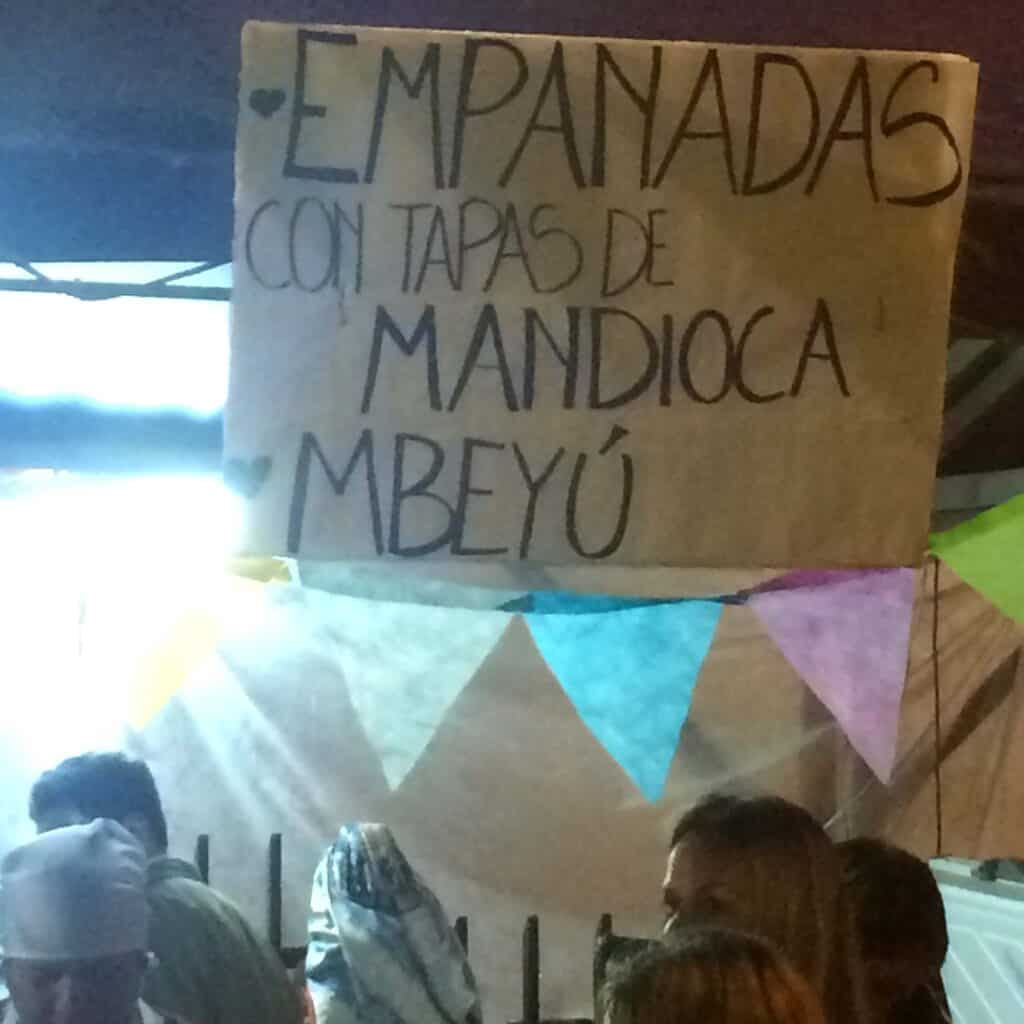 EMPANADAS
CON TAPAS DE
MANDIOCA
MBEYÚ